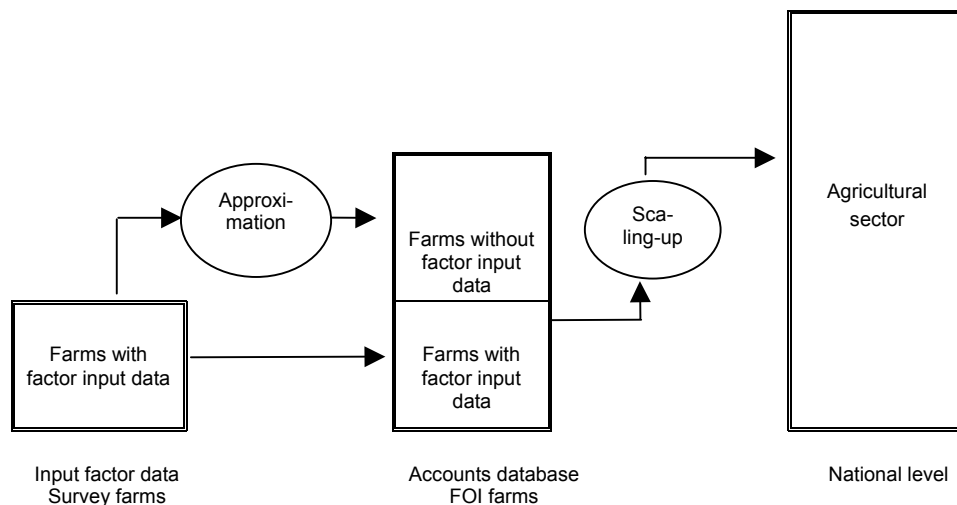 Approxi-
mation
Sca-
ling-up
Agricultural
sector
Farms without
factor input
data
Farms with
factor input data
Farms with
factor input
data
Input factor data
Survey farms
Accounts database
FOI farms
National level